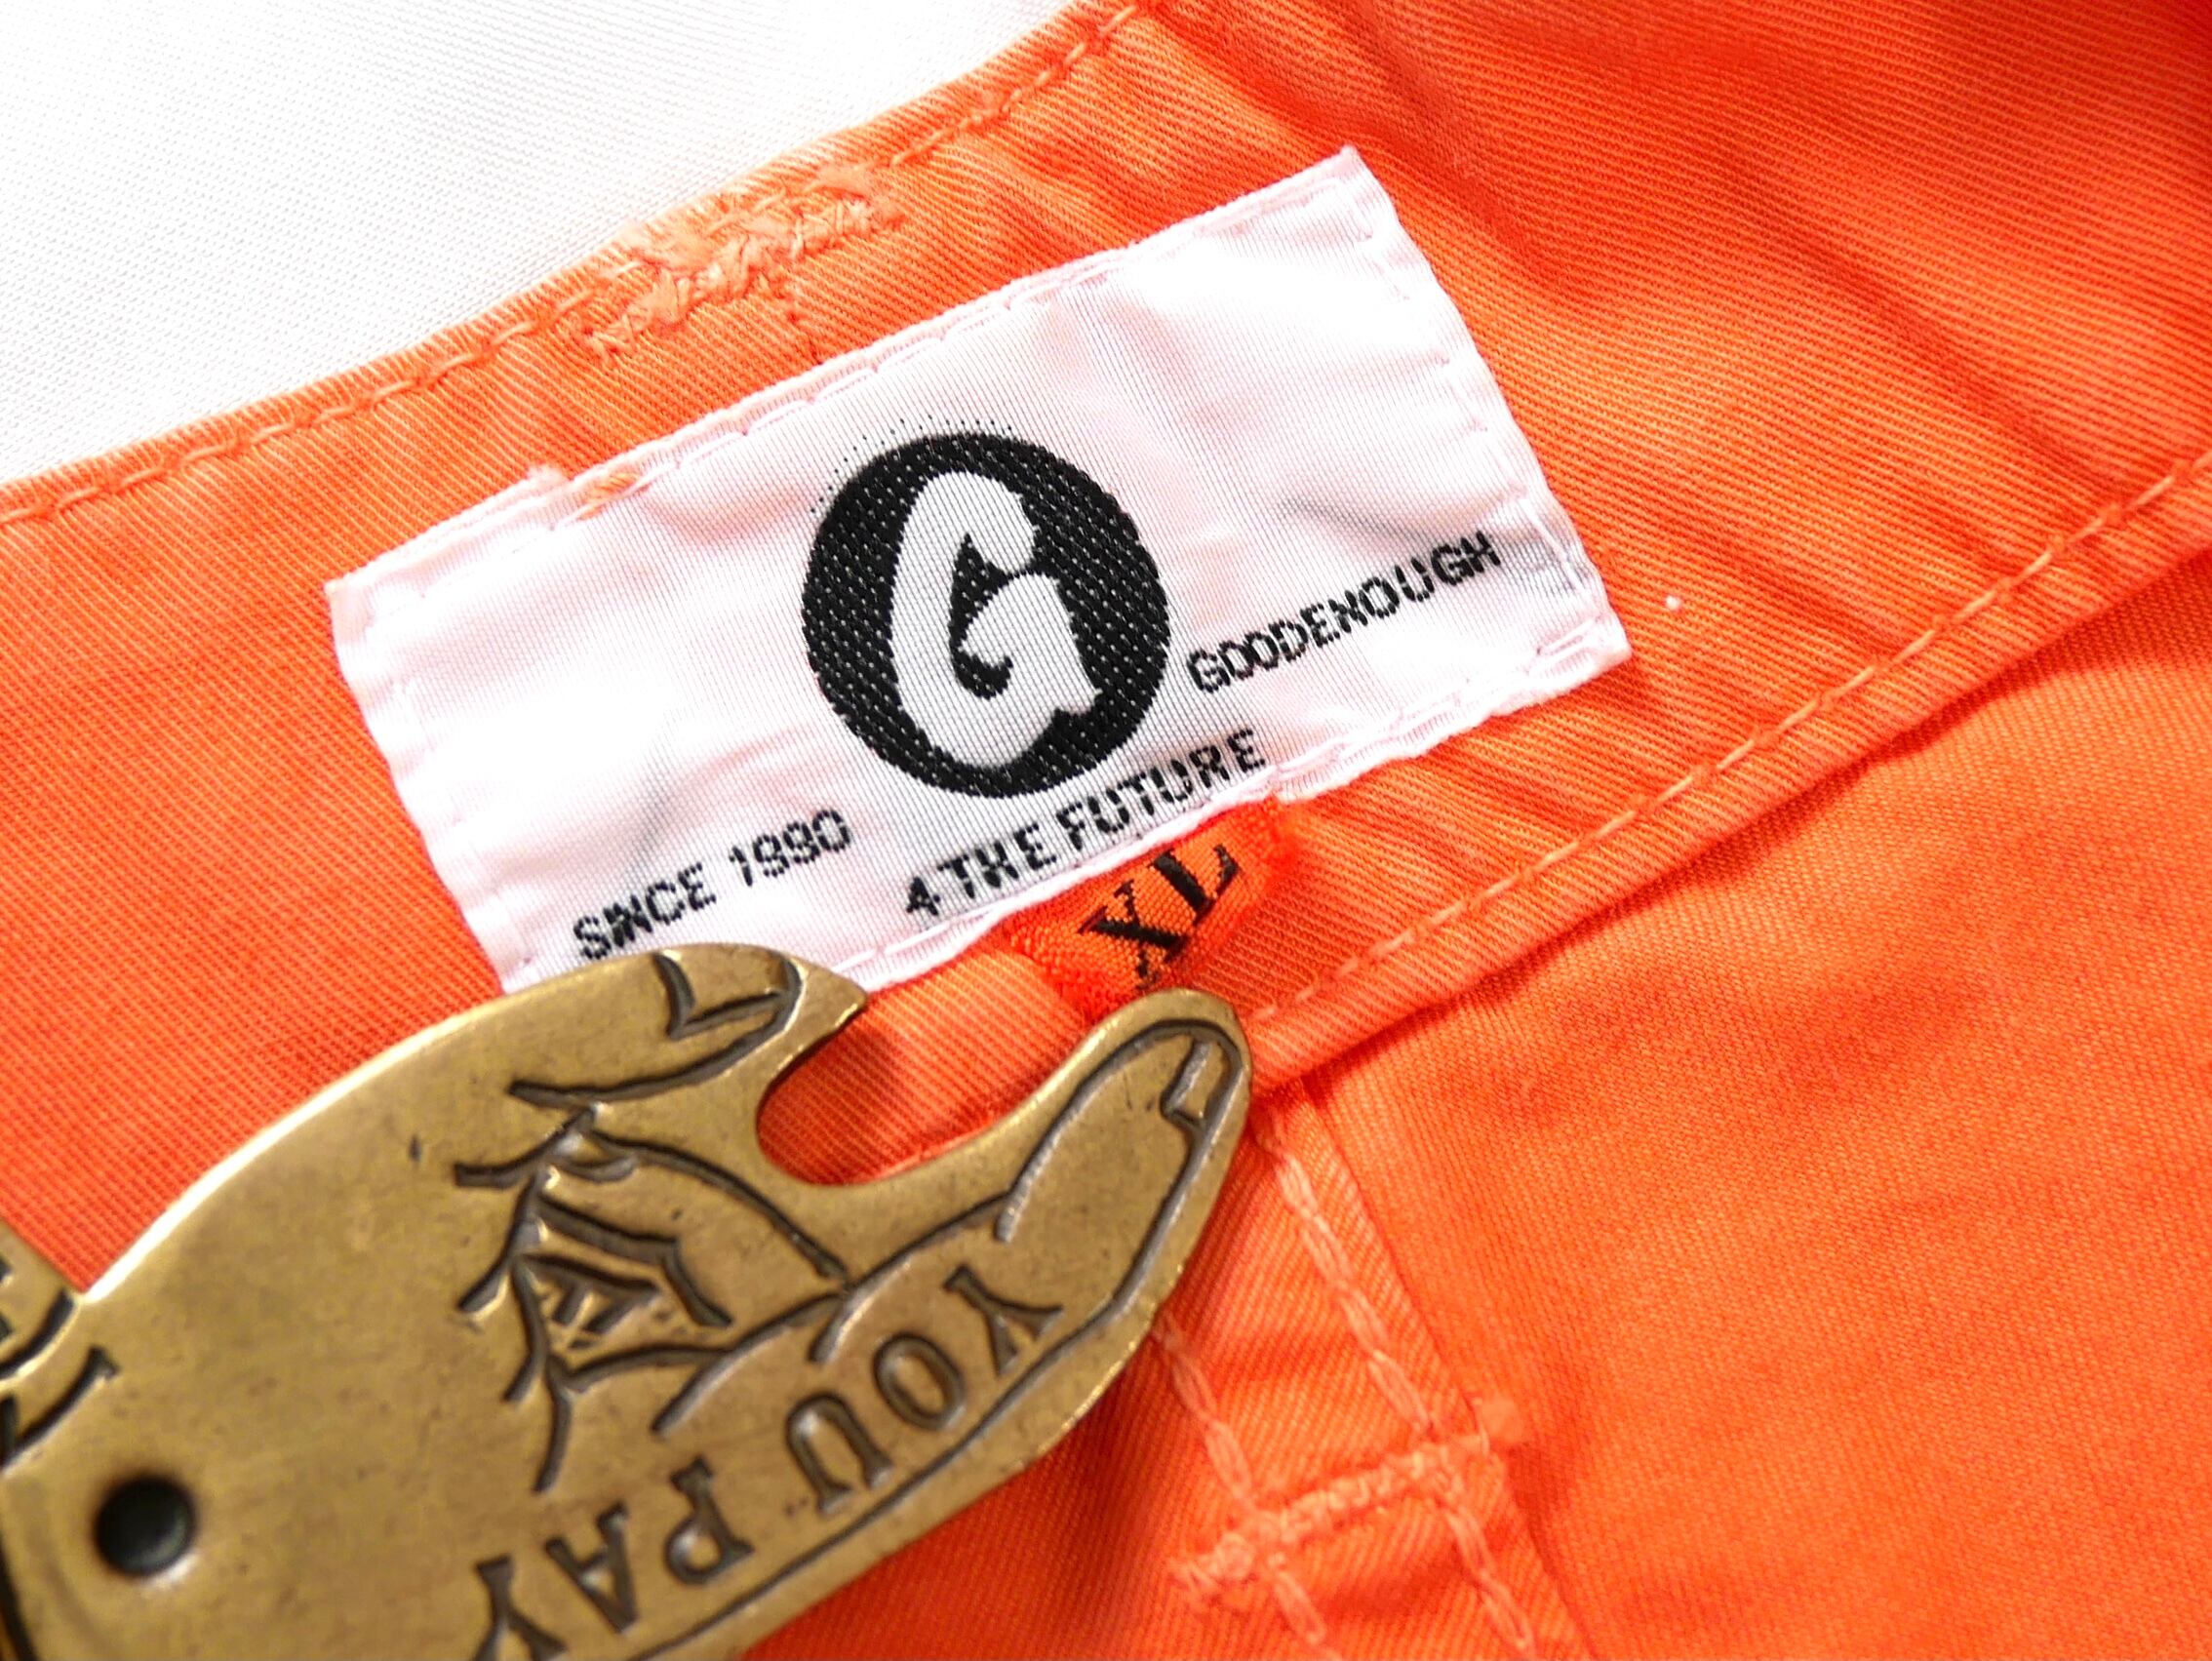 G
GOODENOUGH
SINCE 1990
4 THE FUTURE
XL
YOU PAY